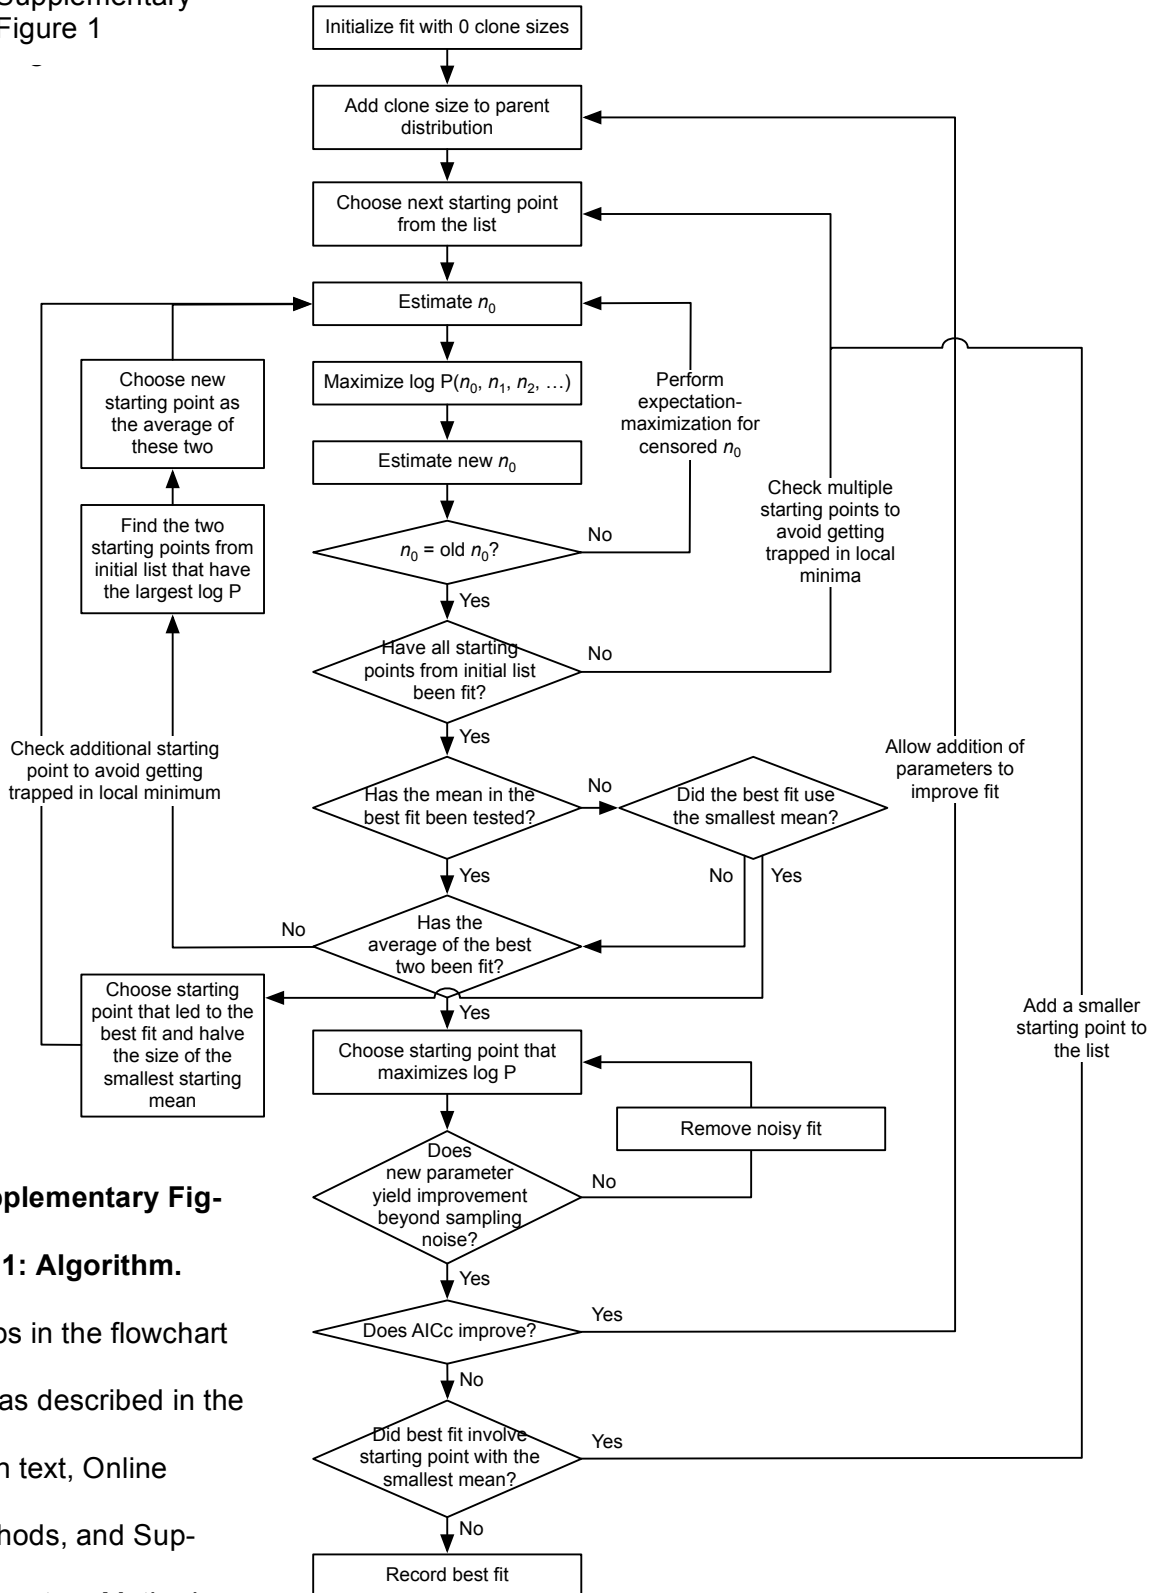 Supplementary
Figure 1
Initialize fit with 0 clone sizes
Add clone size to parent
distribution
Choose next starting point
from the list
Estimate n0
Maximize log P(n0, n1, n2, …)
Estimate new n0
n0 = old n0?
No
Perform
expectation-
maximization for
censored n0
Yes
Choose new
starting point as
the average of
these two
Find the two
starting points from
initial list that have
the largest log P
Check multiple
starting points to
avoid getting
trapped in local
minima
Have all starting
points from initial list
been fit?
No
Yes
Check additional starting
point to avoid getting
trapped in local minimum
Has the mean in the
best fit been tested?
No
Did the best fit use
the smallest mean?
Allow addition of
parameters to
improve fit
Yes
No
Yes
Has the
average of the best
two been fit?
No
Yes
Choose starting
point that led to the
best fit and halve
the size of the
smallest starting
mean
Choose starting point that
maximizes log P
Add a smaller
starting point to
the list
Remove noisy fit
Does
new parameter
yield improvement
beyond sampling
noise?
No
Yes
Does AICc improve?
Yes
No
Did best fit involve
starting point with the
smallest mean?
Yes
No
Record best fit
pplementary Fig-
1: Algorithm.
ps in the flowchart
as described in the
n text, Online
hods, and Sup-